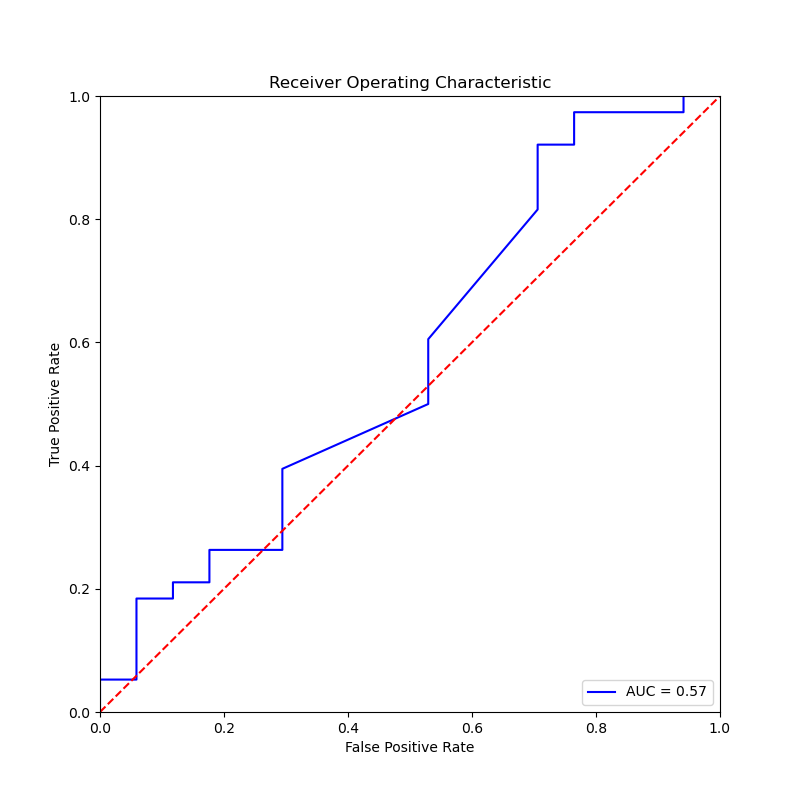 Receiver Operating Characteristic
1.0
0.8
0.6
0.4
0.2
0.0
True Positive Rate
AUC = 0.57
0.0 0.2 0.4 0.6 0.8 1.0
False Positive Rate